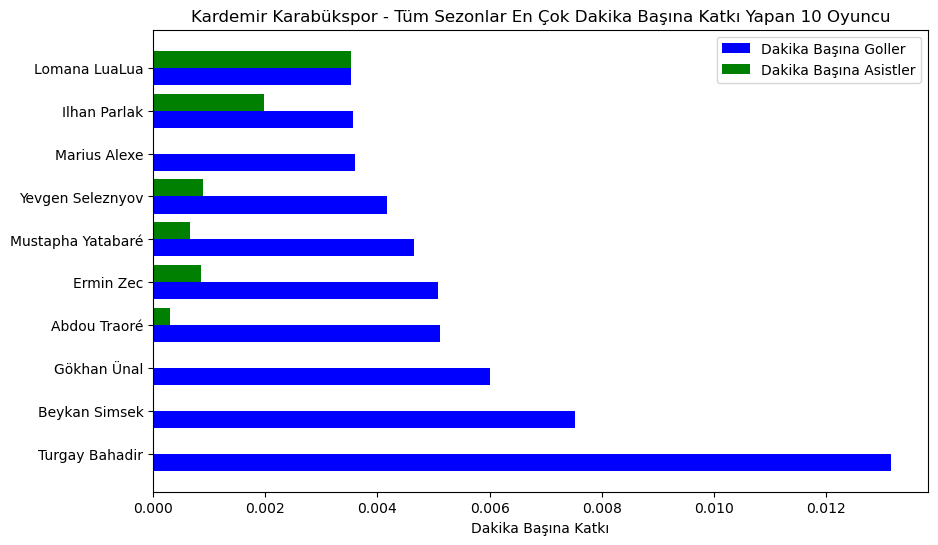 Kardemir Karabükspor - Tüm Sezonlar En Çok Dakika Başına Katkı Yapan 10 Oyuncu
Dakika Başına Goller
Dakika Başına Asistler
Lomana LuaLua
Ilhan Parlak
Marius Alexe
Yevgen Seleznyov
Mustapha Yatabaré
Ermin Zec
Abdou Traoré
Gökhan Ünal
Beykan Simsek
Turgay Bahadir
0.000 0.002 0.004 0.006 0.008 0.010 0.012
Dakika Başına Katkı